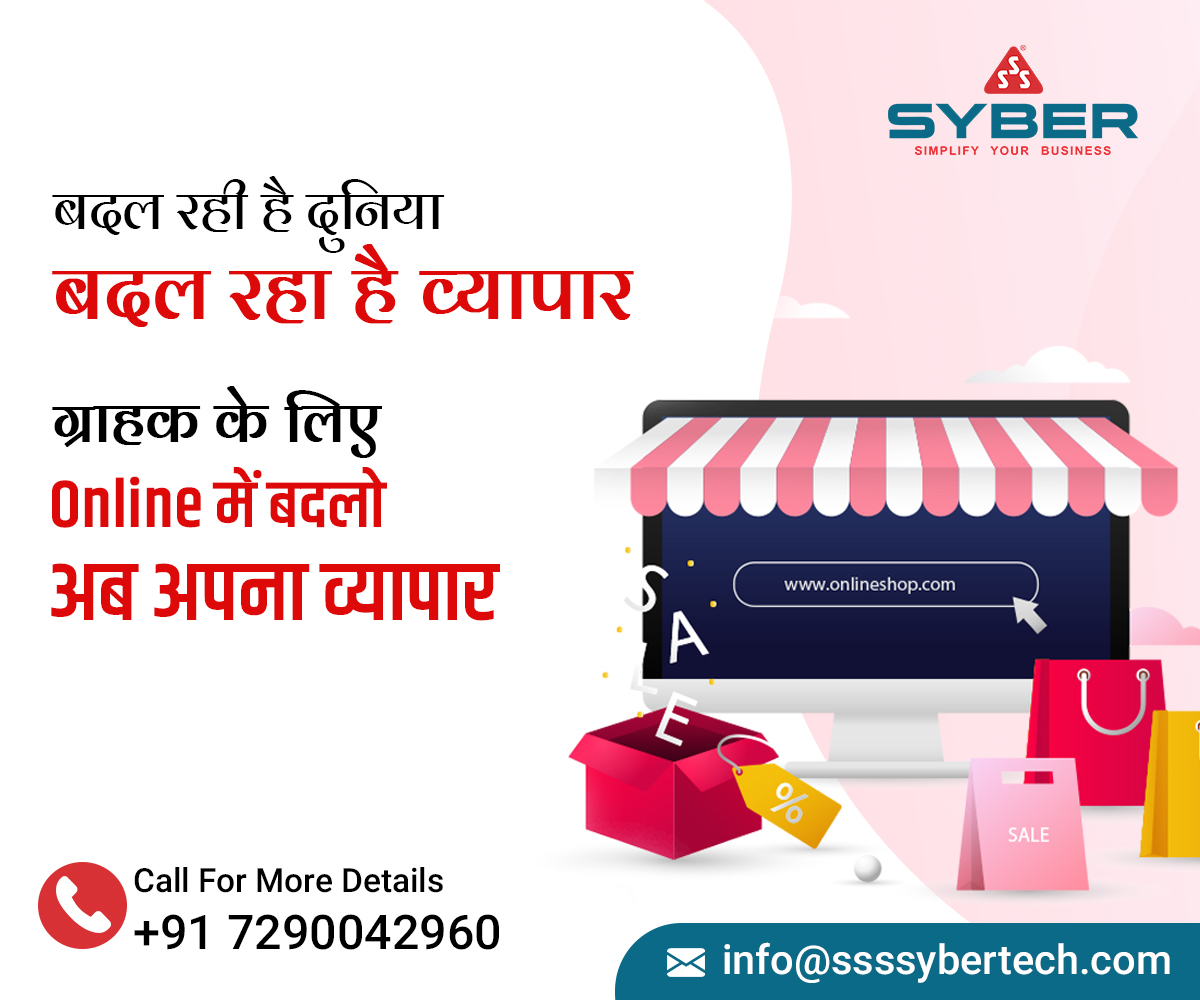 SSS
®
SYBER
SIMPLIFY YOUR BUSINESS
बदल रही है दुनिया
बदल रहा है व्यापार
ग्राहक के लिए
Online में बदलो
अब अपना व्यापार
www.onlineshop.com
SALE
%
SALE
Call For More Details
+91 7290042960
info@ssssybertech.com